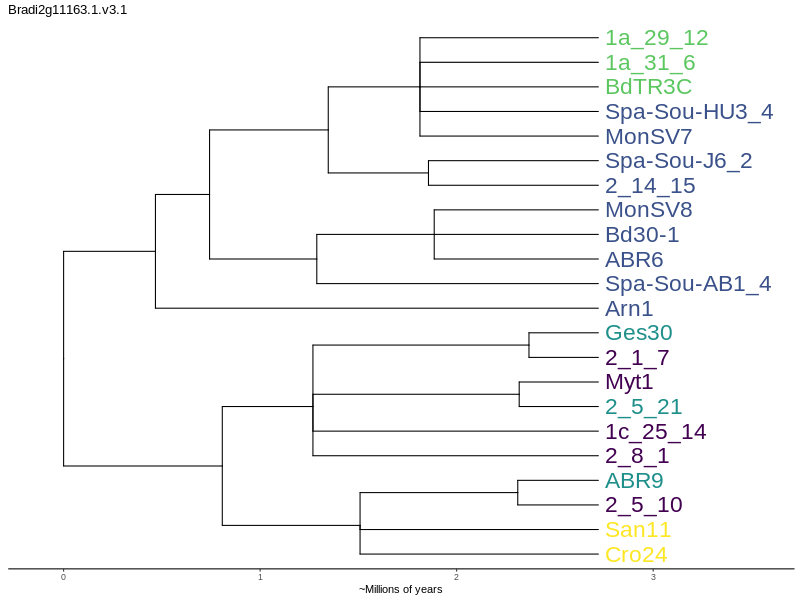 Bradi2g11163.1.v3.1
1a_29_12
1a_31_6
BdTR3C
Spa-Sou-HU3_4
MonSV7
Spa-Sou-J6_2
2_14_15
MonSV8
Bd30-1
ABR6
Spa-Sou-AB1_4
Arn1
Ges30
2_1_7
Myt1
2_5_21
1c_25_14
2_8_1
ABR9
2_5_10
San11
Cro24
0 1 2 3
~Millions of years